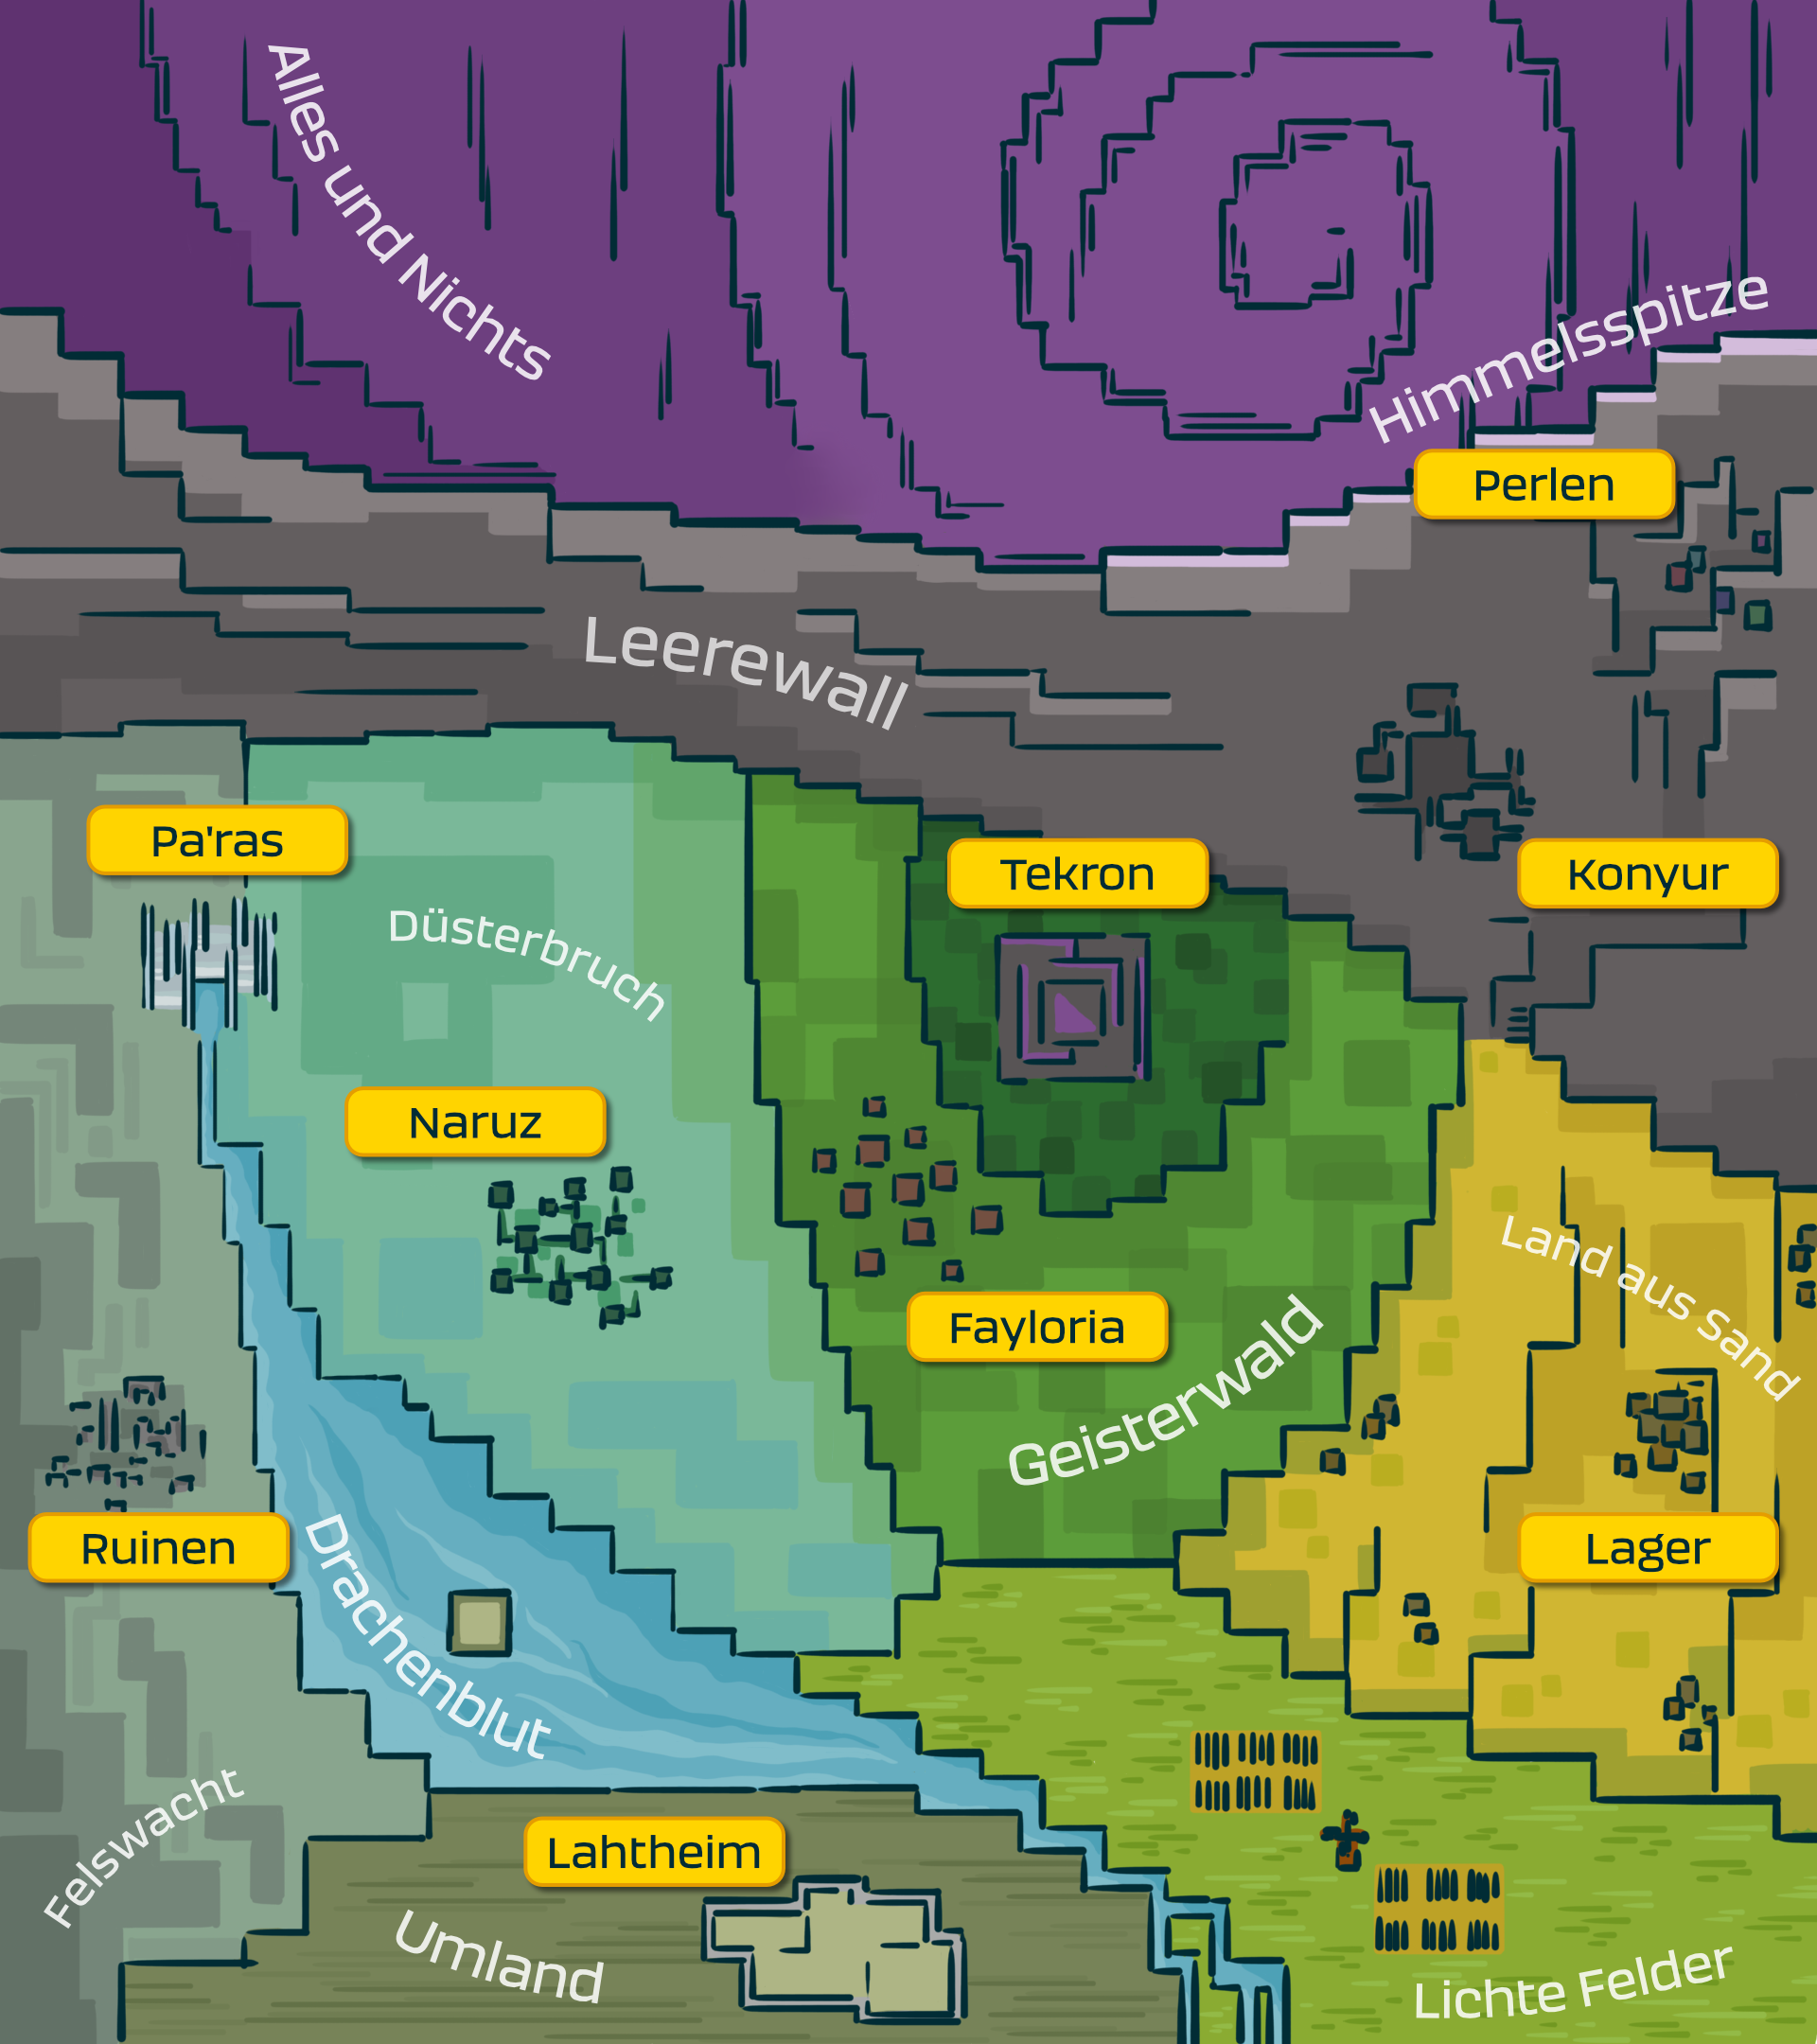 Alles und Nichts
Himmelsspitze
Perlen
Leerewall
Pa'ras
Tekron
Konyur
Düsterbruch
Naruz
Land aus Sand
Fayloria
Geisterwald
Ruinen
Lager
Drachenblut
Felswacht
Lahtheim
Umland
Lichte Felder